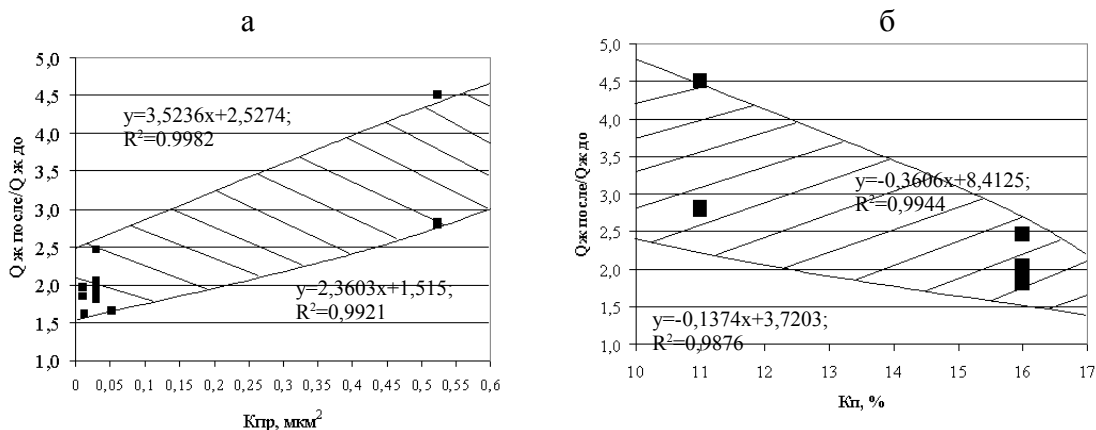 а
Q ж после/Q ж до
5,0
4,5
4,0
3,5
3,0
2,5
2,0
1,5
1,0
y=3,5236x+2,5274;
R²=0.9982
y=2,3603x+1,515;
R²=0,9921
0 0,05 0,1 0,15 0,2 0,25 0,3 0,35 0,4 0,45 0,5 0,55 0,6
Кпр, мкм²
б
Qж после/Qж до
5,0
4,5
4,0
3,5
3,0
2,5
2,0
1,5
1,0
y=-0,3606x+8,4125;
R²=0,9944
y=-0,1374x+3,7203;
R²=0,9876
10 11 12 13 14 15 16 17
Кп, %